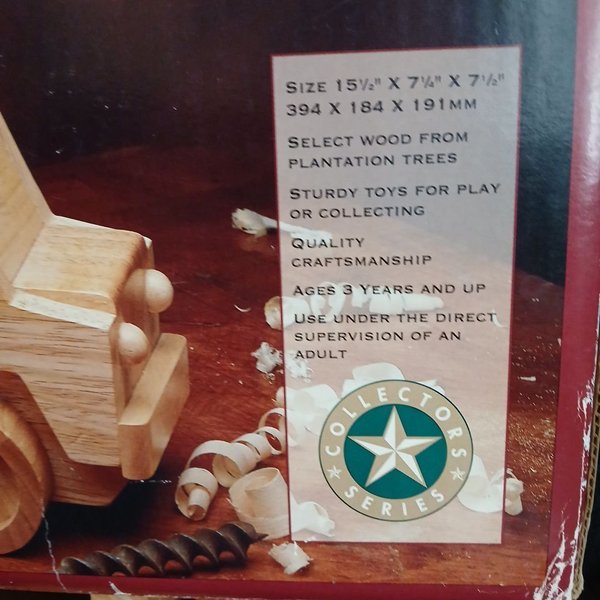 SIZE 15½" X 7¼" X 7½"
394 X 184 X 191MM
SELECT WOOD FROM
PLANTATION TREES
STURDY TOYS FOR PLAY
OR COLLECTING
QUALITY
CRAFTSMANSHIP
AGES 3 YEARS AND UP
USE UNDER THE DIRECT
SUPERVISION OF AN
ADULT
COLLECTORS
SERIES